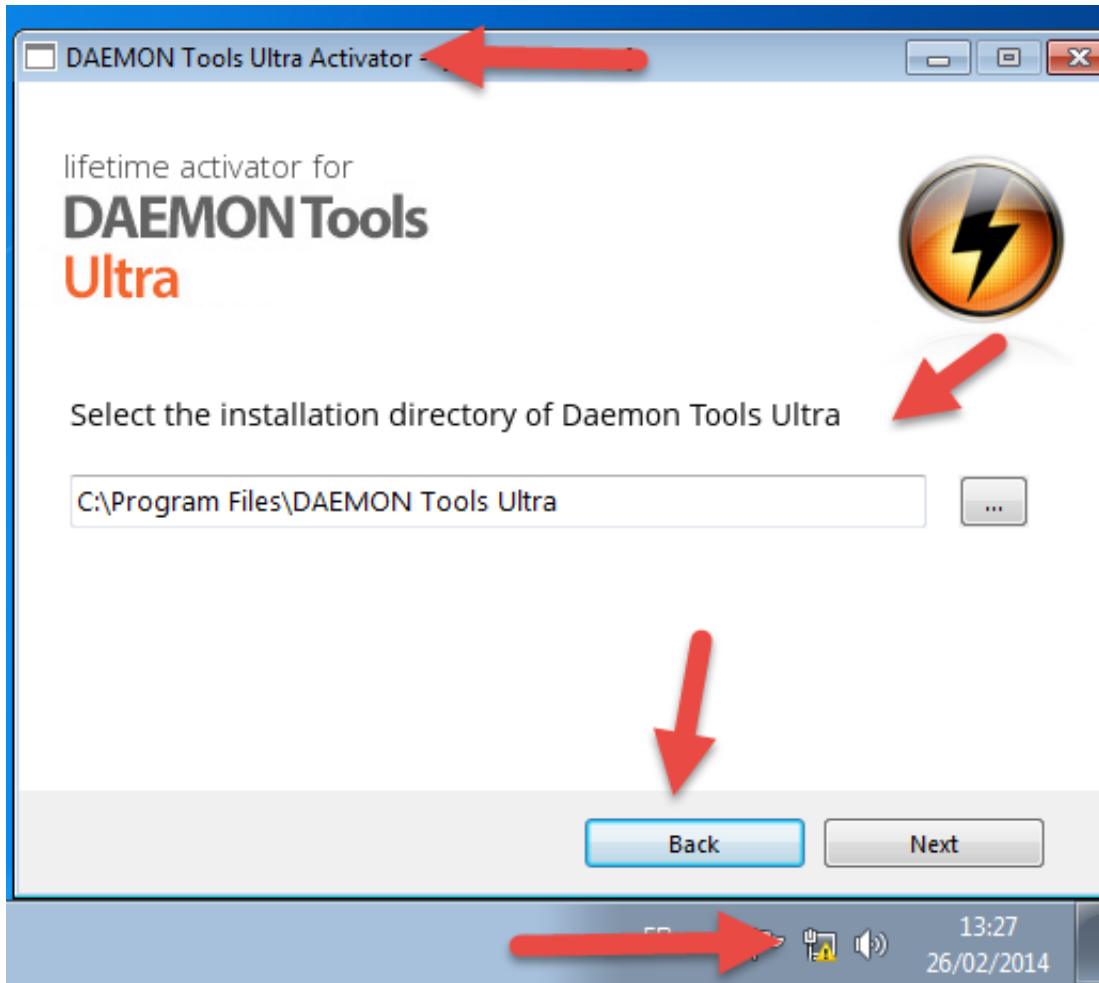 DAEMON Tools Ultra Activator -
lifetime activator for
DAEMON Tools
Ultra
Select the installation directory of Daemon Tools Ultra
C:\Program Files\DAEMON Tools Ultra
...
Back
Next
13:27
26/02/2014